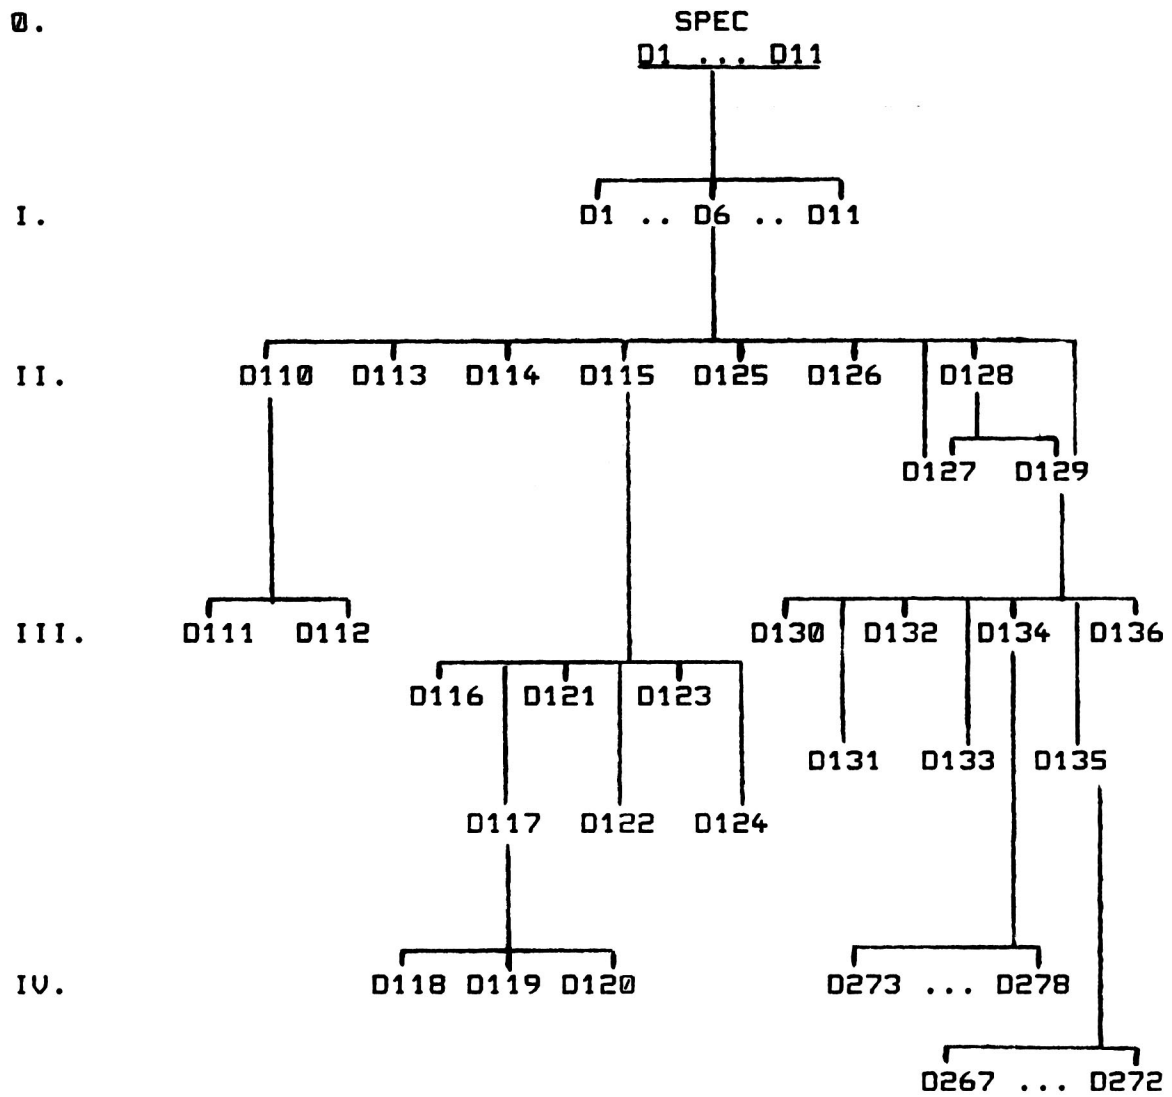 0. SPEC
D1 ... D11
I. D1 .. D6 .. D11
II. D110 D113 D114 D115 D125 D126 D128
D127 D129
III. D111 D112 D130 D132 D134 D136
D116 D121 D123
D131 D133 D135
D117 D122 D124
IV. D118 D119 D120 D273 ... D278
D267 ... D272